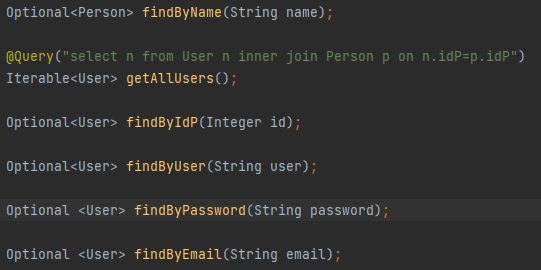 Optional<Person> findByName(String name);
@Query("select n from User n inner join Person p on n.idP=p.idP")
Iterable<User> getAllUsers();
Optional<User> findByIdP(Integer id);
Optional<User> findByUser(String user);
Optional <User> findByPassword(String password);
Optional <User> findByEmail(String email);